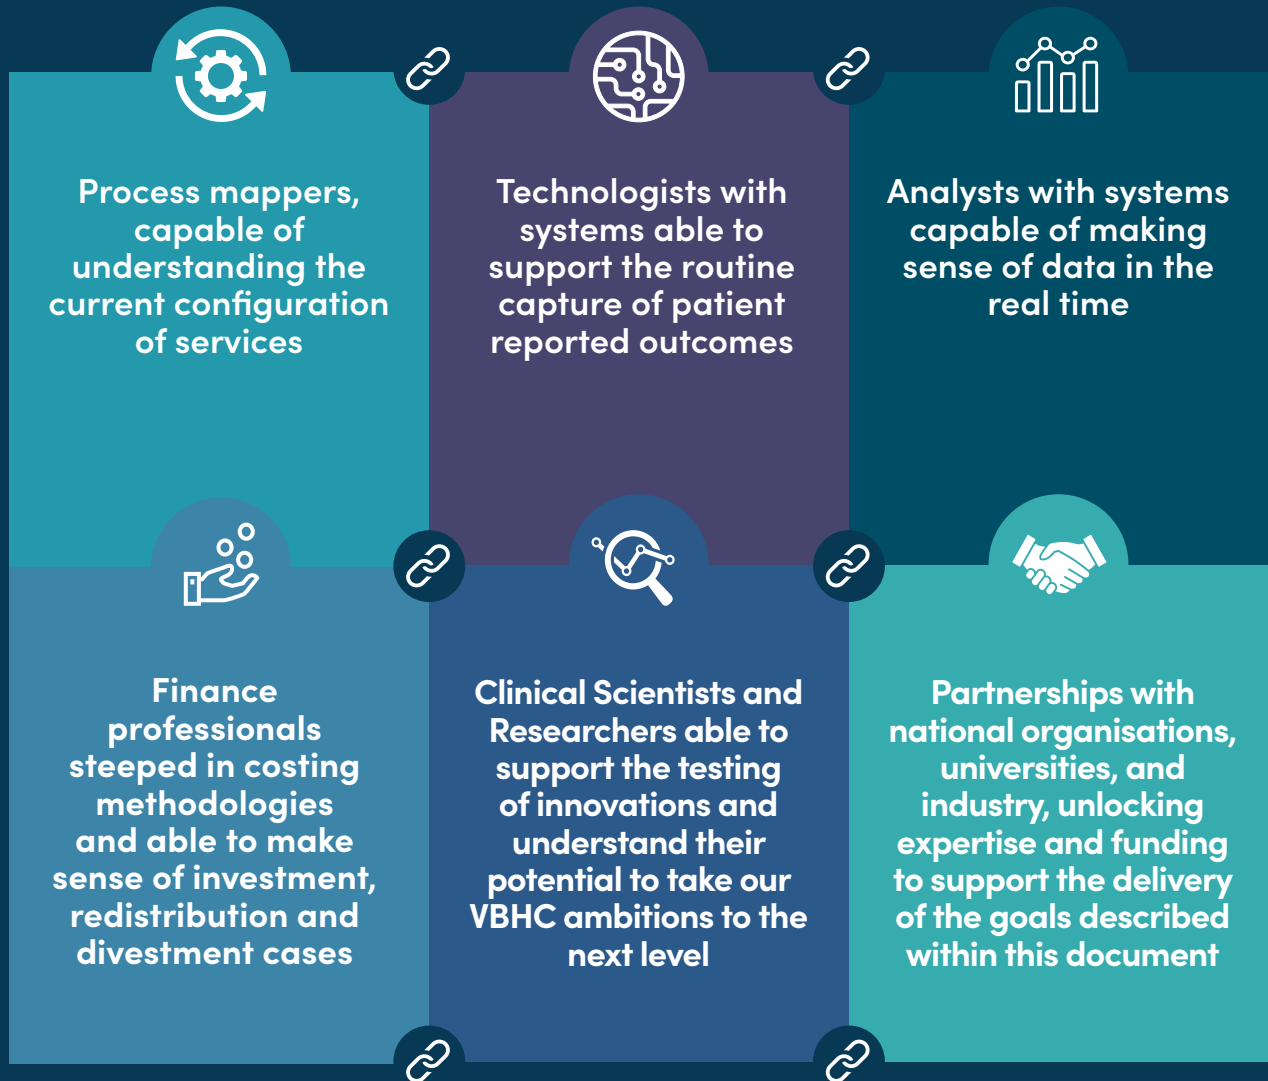 Process mappers,
capable of
understanding the
current configuration
of services
Technologists with
systems able to
support the routine
capture of patient
reported outcomes
Analysts with systems
capable of making
sense of data in the
real time
Finance
professionals
steeped in costing
methodologies
and able to make
sense of investment,
redistribution and
divestment cases
Clinical Scientists and
Researchers able to
support the testing
of innovations and
understand their
potential to take our
VBHC ambitions to the
next level
Partnerships with
national organisations,
universities, and
industry, unlocking
expertise and funding
to support the delivery
of the goals described
within this document